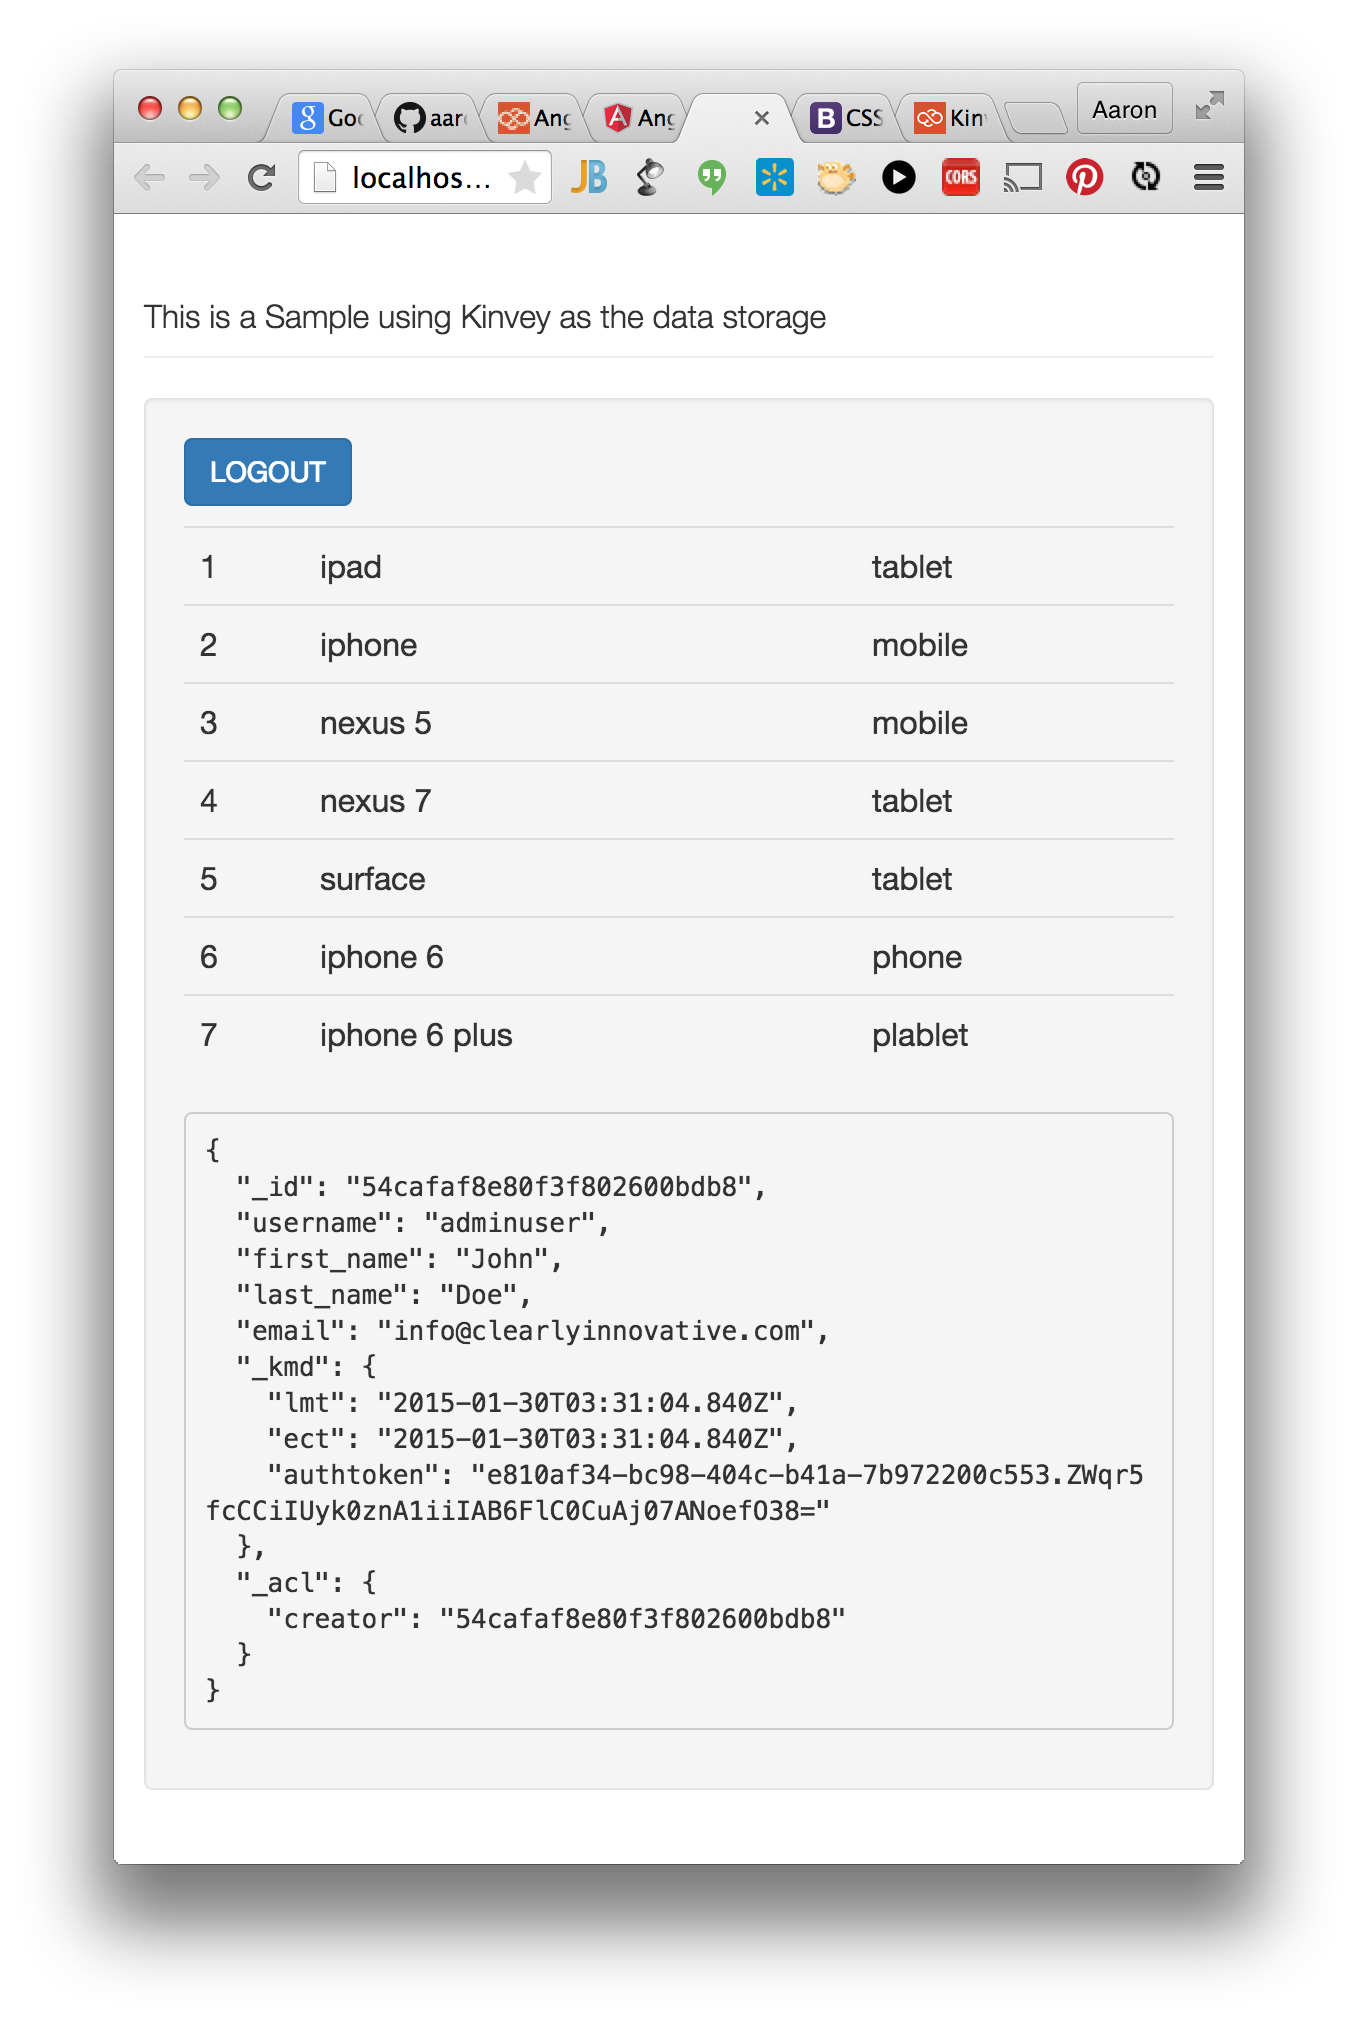 Goo
aar
Ang
Ang
B CSS
Kin
Aaron
localhos...
JB
CORS
This is a Sample using Kinvey as the data storage
LOGOUT
1 ipad tablet
2 iphone mobile
3 nexus 5 mobile
4 nexus 7 tablet
5 surface tablet
6 iphone 6 phone
7 iphone 6 plus plablet
{
"_id": "54cafaf8e80f3f802600bdb8",
"username": "adminuser",
"first_name": "John",
"last_name": "Doe",
"email": "info@clearlyinnovative.com",
"_kmd": {
"lmt": "2015-01-30T03:31:04.840Z",
"ect": "2015-01-30T03:31:04.840Z",
"authtoken": "e810af34-bc98-404c-b41a-7b972200c553.ZWqr5
fcCCiIUyk0znA1iiIAB6FlC0CuAj07ANoefO38="
},
"_acl": {
"creator": "54cafaf8e80f3f802600bdb8"
}
}